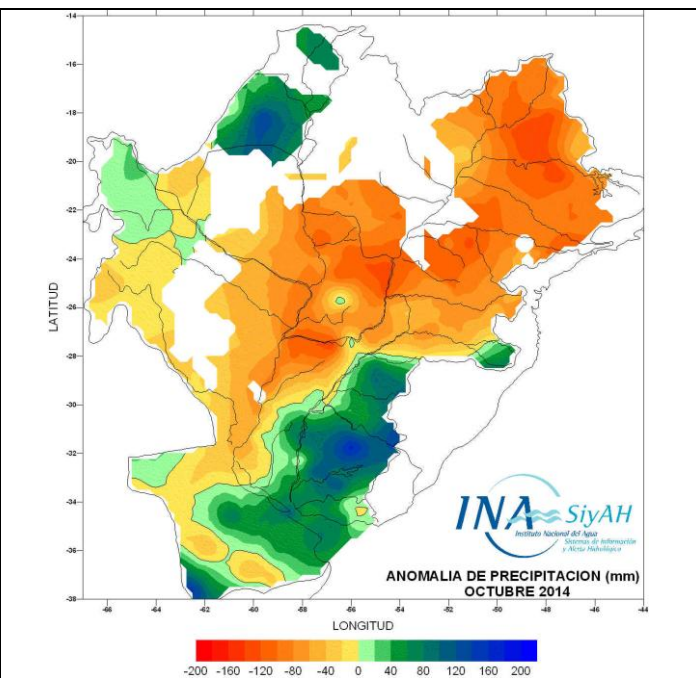 -14
-16
-18
-20
-22
-24
-26
-28
-30
-32
-34
-36
-38
LATITUD
INA SiyAH
Instituto Nacional del Agua
Sistemas de Información
y Alerta Hidrológico
ANOMALIA DE PRECIPITACION (mm)
OCTUBRE 2014
-66 -64 -62 -60 -58 -56 -54 -52 -50 -48 -46 -44
LONGITUD
-200 -160 -120 -80 -40 0 40 80 120 160 200